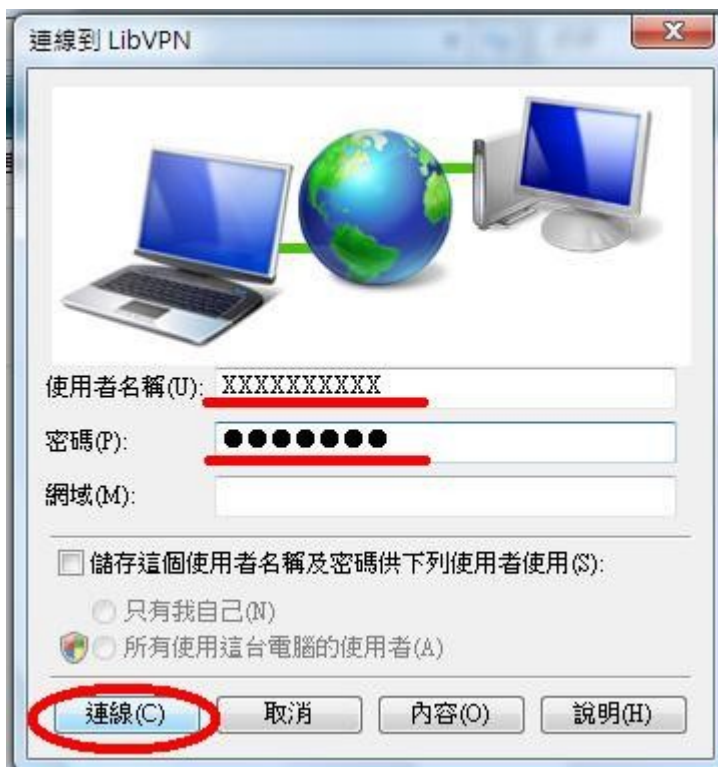 連線到 LibVPN
使用者名稱(U): XXXXXXXXXX
密碼(P): ●●●●●●●
網域(M):
儲存這個使用者名稱及密碼供下列使用者使用(S):
只有我自己(N)
所有使用這台電腦的使用者(A)
連線(C) 取消 內容(O) 說明(H)